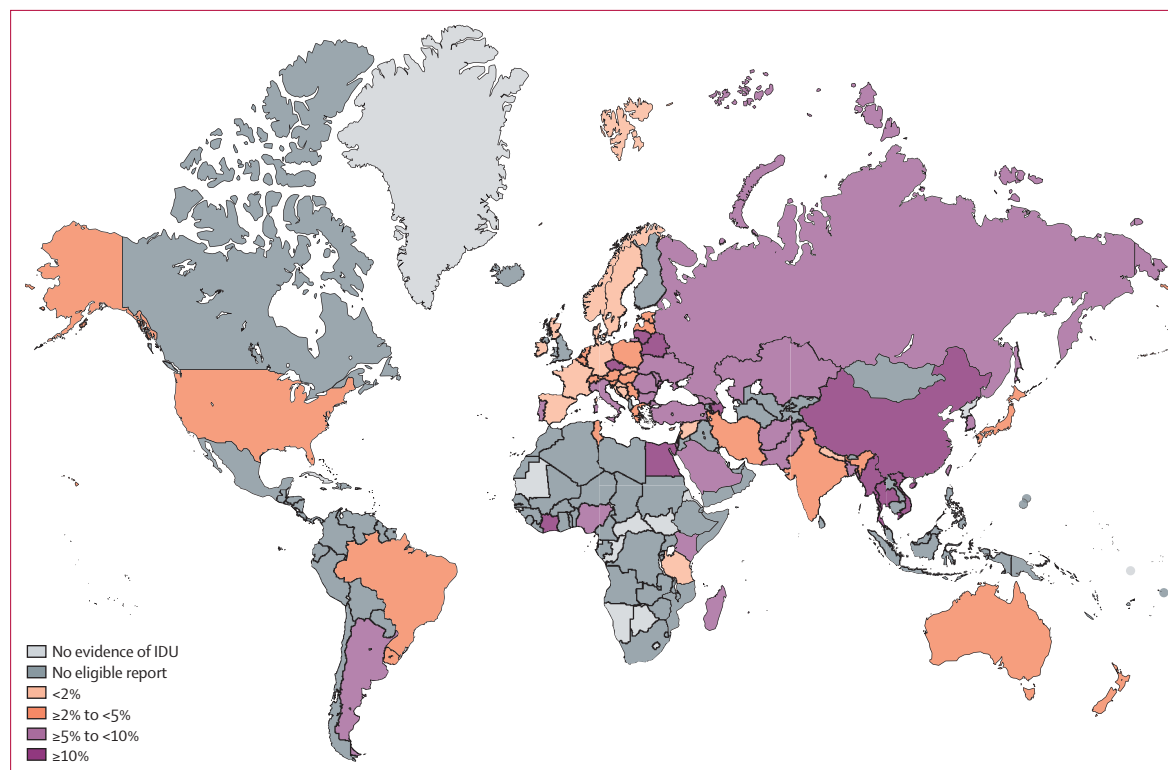 No evidence of IDU
No eligible report
<2%
≥2% to <5%
≥5% to <10%
≥10%